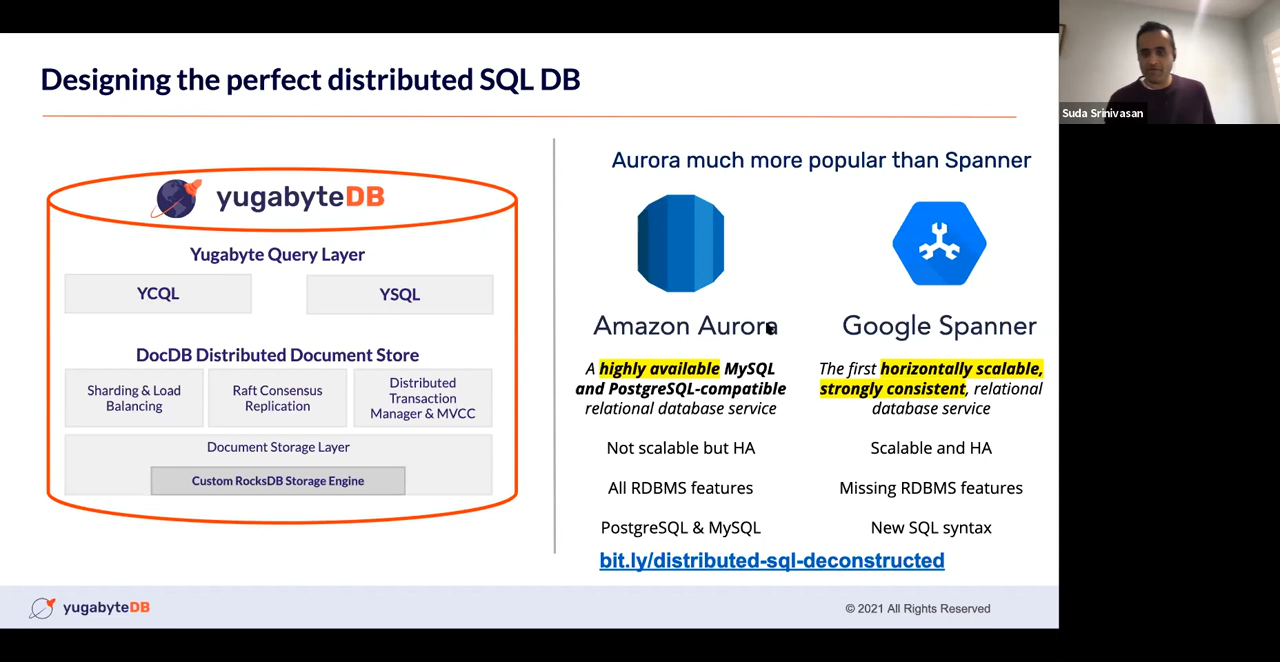 Designing the perfect distributed SQL DB
yugabyteDB
Yugabyte Query Layer
YCQL
YSQL
DocDB Distributed Document Store
Sharding & Load
Balancing
Raft Consensus
Replication
Distributed
Transaction
Manager & MVCC
Document Storage Layer
Custom RocksDB Storage Engine
Aurora much more popular than Spanner
Amazon Aurora
A highly available MySQL
and PostgreSQL-compatible
relational database service
Not scalable but HA
All RDBMS features
PostgreSQL & MySQL
Google Spanner
The first horizontally scalable,
strongly consistent, relational
database service
Scalable and HA
Missing RDBMS features
New SQL syntax
bit.ly/distributed-sql-deconstructed
yugabyteDB
© 2021 All Rights Reserved
Suda Srinivasan